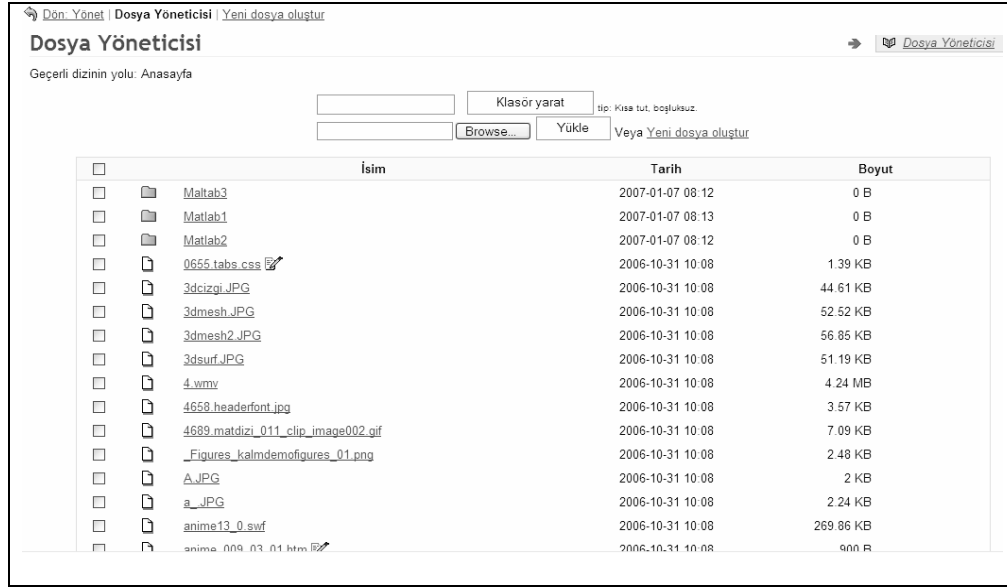 Dön: Yönet | Dosya Yöneticisi | Yeni dosya oluştur
Dosya Yöneticisi
Dosya Yöneticisi
Geçerli dizinin yolu: Anasayfa
Klasör yarat tip: Kısa tut, boşluksuz.
Browse... Yükle Veya Yeni dosya oluştur
İsim Tarih Boyut
Maltab3 2007-01-07 08:12 0 B
Matlab1 2007-01-07 08:13 0 B
Matlab2 2007-01-07 08:12 0 B
0655.tabs.css 2006-10-31 10:08 1.39 KB
3dcizgi.JPG 2006-10-31 10:08 44.61 KB
3dmesh.JPG 2006-10-31 10:08 52.52 KB
3dmesh2.JPG 2006-10-31 10:08 56.85 KB
3dsurf.JPG 2006-10-31 10:08 51.19 KB
4.wmv 2006-10-31 10:08 4.24 MB
4658.headerfont.jpg 2006-10-31 10:08 3.57 KB
4689.matdizi_011_clip_image002.gif 2006-10-31 10:08 7.09 KB
_Figures_kalmdemofigures_01.png 2006-10-31 10:08 2.48 KB
A.JPG 2006-10-31 10:08 2 KB
a_.JPG 2006-10-31 10:08 2.24 KB
anime13_0.swf 2006-10-31 10:08 269.86 KB
anime_009_03_01.htm 2006-10-31 10:08 900 B